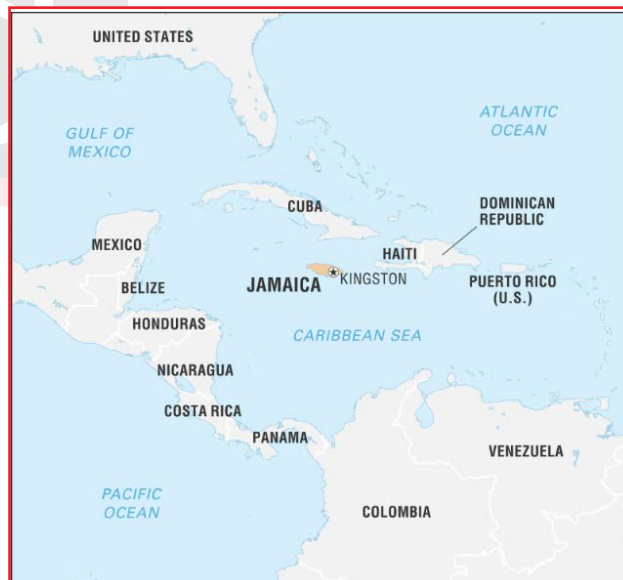 UNITED STATES
ATLANTIC
OCEAN
GULF OF
MEXICO
DOMINICAN
REPUBLIC
CUBA
MEXICO
HAITI
JAMAICA
KINGSTON
PUERTO RICO
(U.S.)
BELIZE
HONDURAS
CARIBBEAN SEA
NICARAGUA
COSTA RICA
PANAMA
VENEZUELA
PACIFIC
OCEAN
COLOMBIA